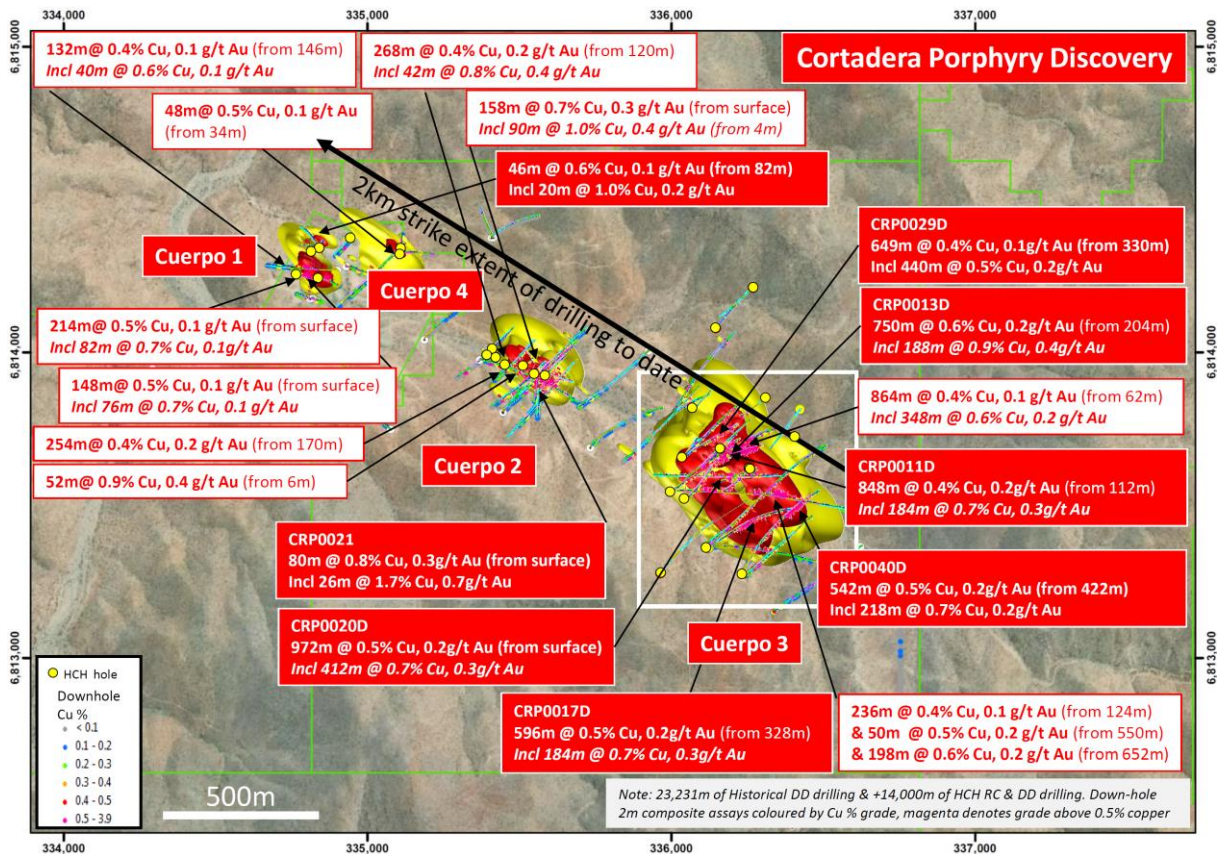 334,000
335,000
336,000
337,000
6,815,000
6,815,000
Cortadera Porphyry Discovery
132m@ 0.4% Cu, 0.1 g/t Au (from 146m)
Incl 40m @ 0.6% Cu, 0.1 g/t Au
268m @ 0.4% Cu, 0.2 g/t Au (from 120m)
Incl 42m @ 0.8% Cu, 0.4 g/t Au
48m@ 0.5% Cu, 0.1 g/t Au
(from 34m)
158m @ 0.7% Cu, 0.3 g/t Au (from surface)
Incl 90m @ 1.0% Cu, 0.4 g/t Au (from 4m)
46m @ 0.6% Cu, 0.1 g/t Au (from 82m)
Incl 20m @ 1.0% Cu, 0.2 g/t Au
2km strike extent of drilling to date
Cuerpo 1
Cuerpo 4
CRP0029D
649m @ 0.4% Cu, 0.1g/t Au (from 330m)
Incl 440m @ 0.5% Cu, 0.2g/t Au
CRP0013D
750m @ 0.6% Cu, 0.2g/t Au (from 204m)
Incl 188m @ 0.9% Cu, 0.4g/t Au
6,814,000
6,814,000
214m@ 0.5% Cu, 0.1 g/t Au (from surface)
Incl 82m @ 0.7% Cu, 0.1g/t Au
148m@ 0.5% Cu, 0.1 g/t Au (from surface)
Incl 76m @ 0.7% Cu, 0.1 g/t Au
864m @ 0.4% Cu, 0.1 g/t Au (from 62m)
Incl 348m @ 0.6% Cu, 0.2 g/t Au
254m@ 0.4% Cu, 0.2 g/t Au (from 170m)
52m@ 0.9% Cu, 0.4 g/t Au (from 6m)
Cuerpo 2
CRP0011D
848m @ 0.4% Cu, 0.2g/t Au (from 112m)
Incl 184m @ 0.7% Cu, 0.3g/t Au
CRP0021
80m @ 0.8% Cu, 0.3g/t Au (from surface)
Incl 26m @ 1.7% Cu, 0.7g/t Au
CRP0040D
542m @ 0.5% Cu, 0.2g/t Au (from 422m)
Incl 218m @ 0.7% Cu, 0.2g/t Au
CRP0020D
972m @ 0.5% Cu, 0.2g/t Au (from surface)
Incl 412m @ 0.7% Cu, 0.3g/t Au
Cuerpo 3
6,813,000
6,813,000
CRP0017D
596m @ 0.5% Cu, 0.2g/t Au (from 328m)
Incl 184m @ 0.7% Cu, 0.3g/t Au
236m @ 0.4% Cu, 0.1 g/t Au (from 124m)
& 50m @ 0.5% Cu, 0.2 g/t Au (from 550m)
& 198m @ 0.6% Cu, 0.2 g/t Au (from 652m)
HCH hole
Downhole
Cu %
< 0.1
0.1 - 0.2
0.2 - 0.3
0.3 - 0.4
0.4 - 0.5
0.5 - 3.9
500m
Note: 23,231m of Historical DD drilling & +14,000m of HCH RC & DD drilling. Down-hole
2m composite assays coloured by Cu % grade, magenta denotes grade above 0.5% copper
334,000
335,000
336,000
337,000